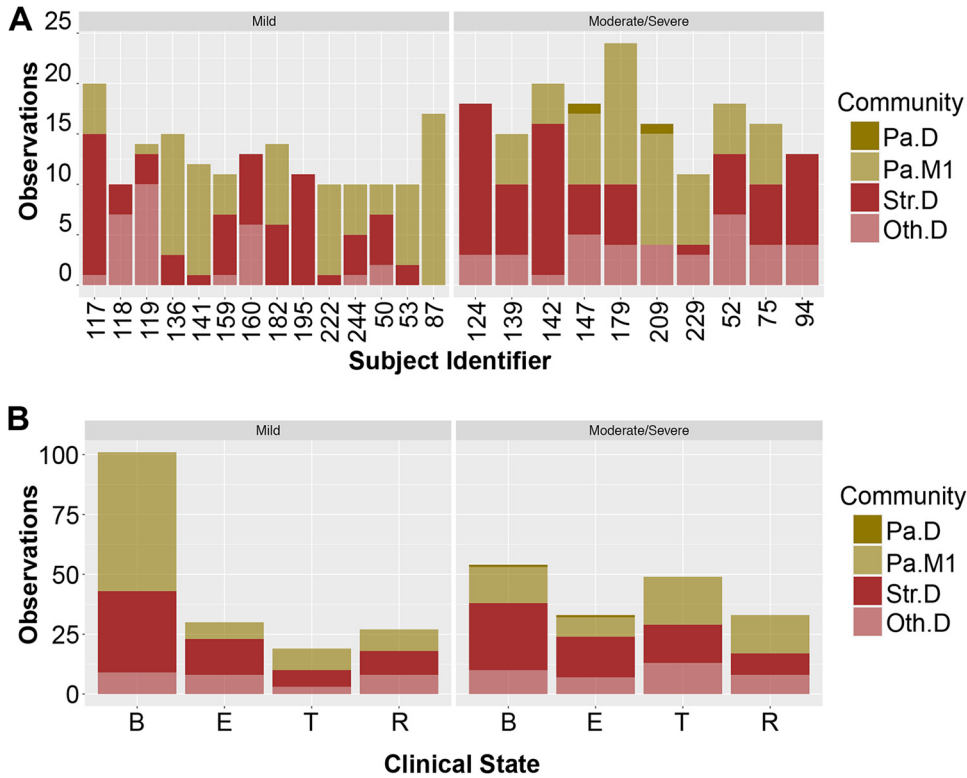 A
Mild
Moderate/Severe
25
20
15
10
5
0
Observations
117 118 119 136 141 159 160 182 195 222 244 50 53 87
124 139 142 147 179 209 229 52 75 94
Subject Identifier
Community
Pa.D
Pa.M1
Str.D
Oth.D
B
Mild
Moderate/Severe
100
75
50
25
0
Observations
B E T R
B E T R
Clinical State
Community
Pa.D
Pa.M1
Str.D
Oth.D